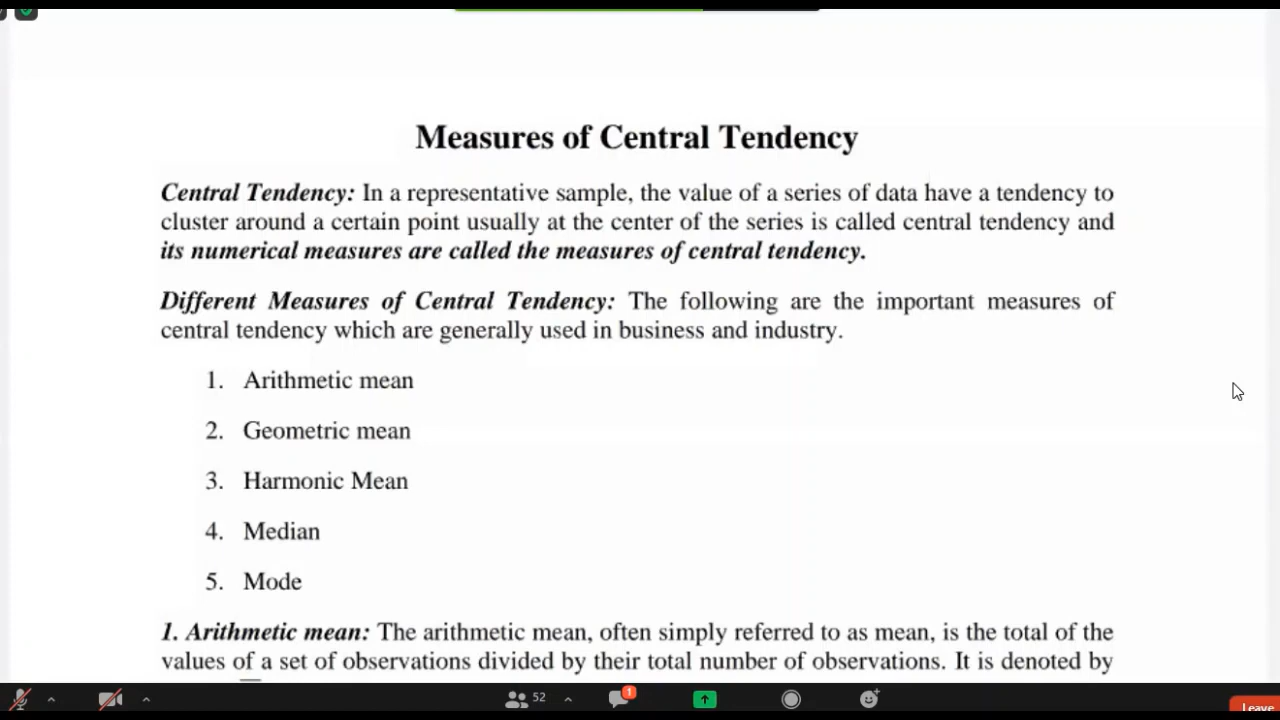 Measures of Central Tendency
Central Tendency: In a representative sample, the value of a series of data have a tendency to
cluster around a certain point usually at the center of the series is called central tendency and
its numerical measures are called the measures of central tendency.
Different Measures of Central Tendency: The following are the important measures of
central tendency which are generally used in business and industry.
1. Arithmetic mean
2. Geometric mean
3. Harmonic Mean
4. Median
5. Mode
1. Arithmetic mean: The arithmetic mean, often simply referred to as mean, is the total of the
values of a set of observations divided by their total number of observations. It is denoted by
52
1
Leave